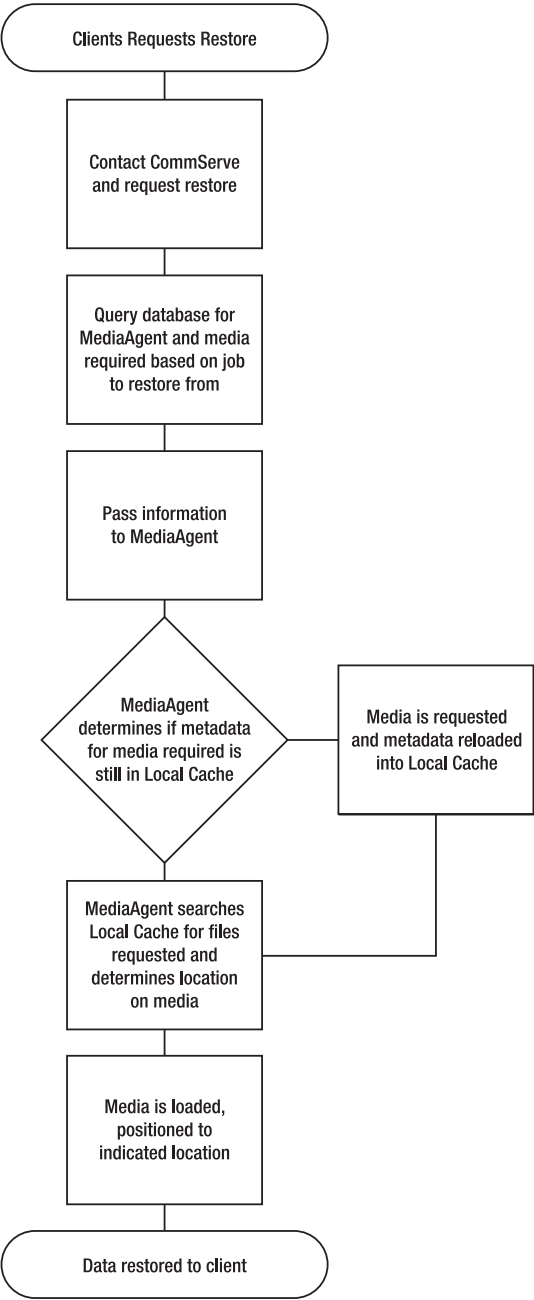 Clients Requests Restore
Contact CommServe
and request restore
Query database for
MediaAgent and media
required based on job
to restore from
Pass information
to MediaAgent
MediaAgent
determines if metadata
for media required is
still in Local Cache
Media is requested
and metadata reloaded
into Local Cache
MediaAgent searches
Local Cache for files
requested and
determines location
on media
Media is loaded,
positioned to
indicated location
Data restored to client